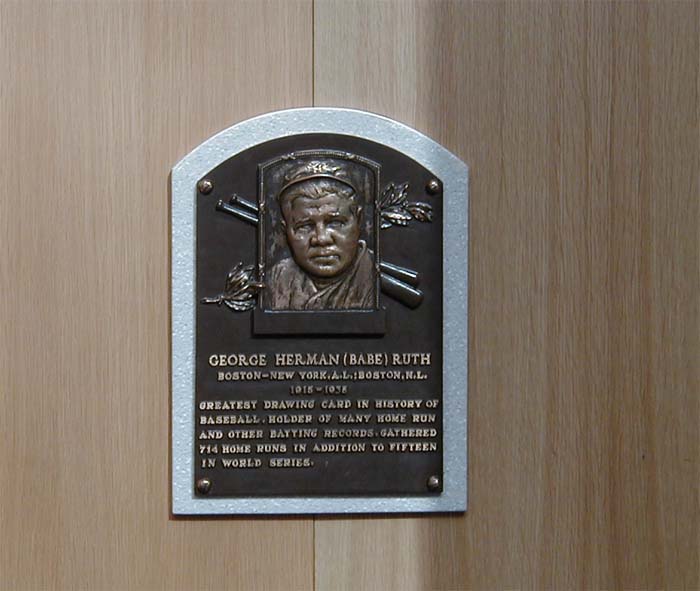 GEORGE HERMAN (BABE) RUTH
BOSTON-NEW YORK, A.L.; BOSTON, N.L.
1915-1935
GREATEST DRAWING CARD IN HISTORY OF
BASEBALL. HOLDER OF MANY HOME RUN
AND OTHER BATTING RECORDS. GATHERED
714 HOME RUNS IN ADDITION TO FIFTEEN
IN WORLD SERIES.